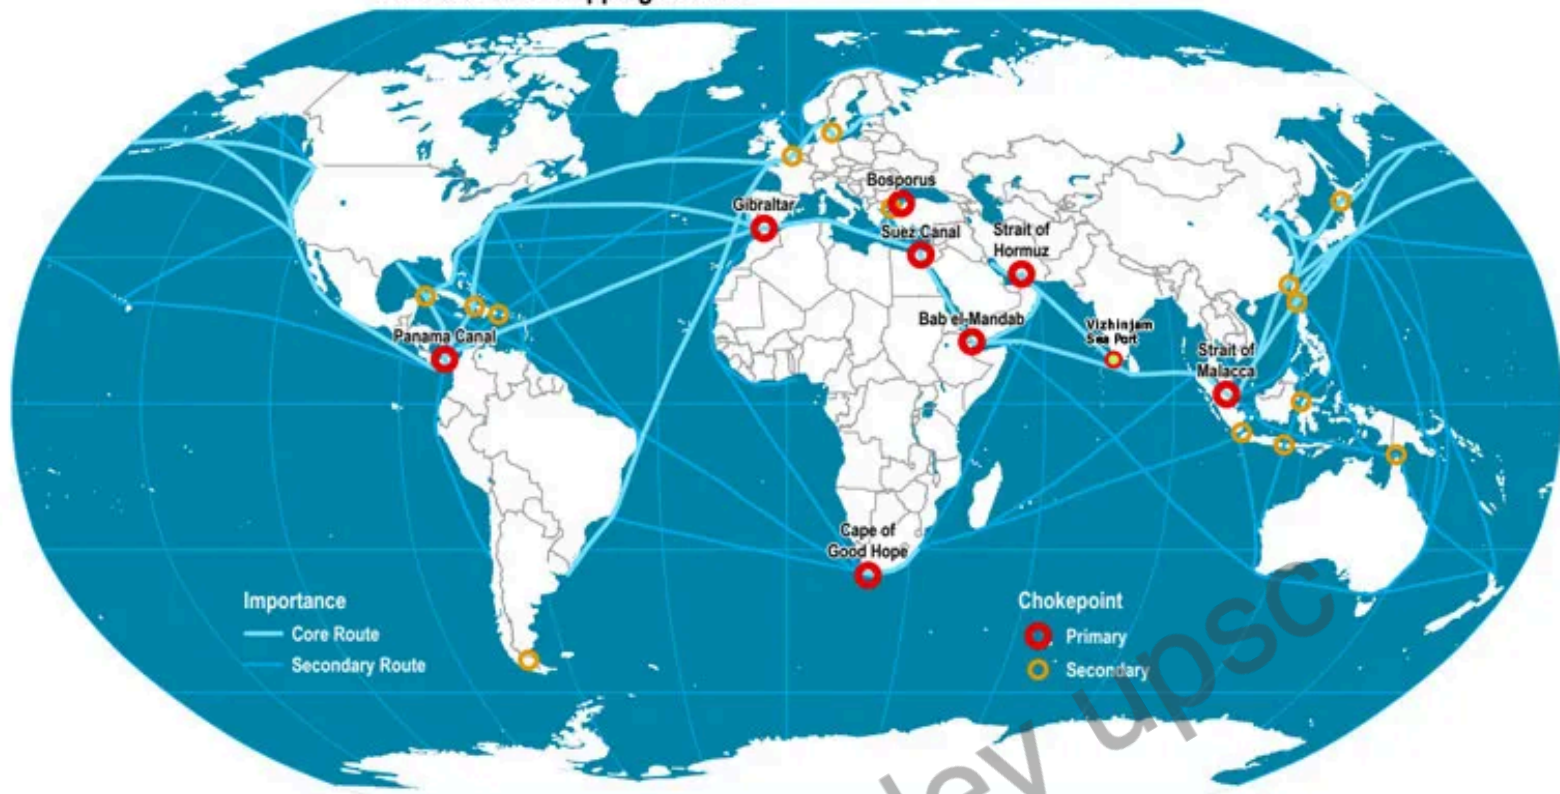 Bosporus
Gibraltar
Suez Canal
Strait of
Hormuz
Bab el-Mandab
Vizhinjam
Sea Port
Panama Canal
Strait of
Malacca
Cape of
Good Hope
Importance
Core Route
Secondary Route
Chokepoint
Primary
Secondary
upsc